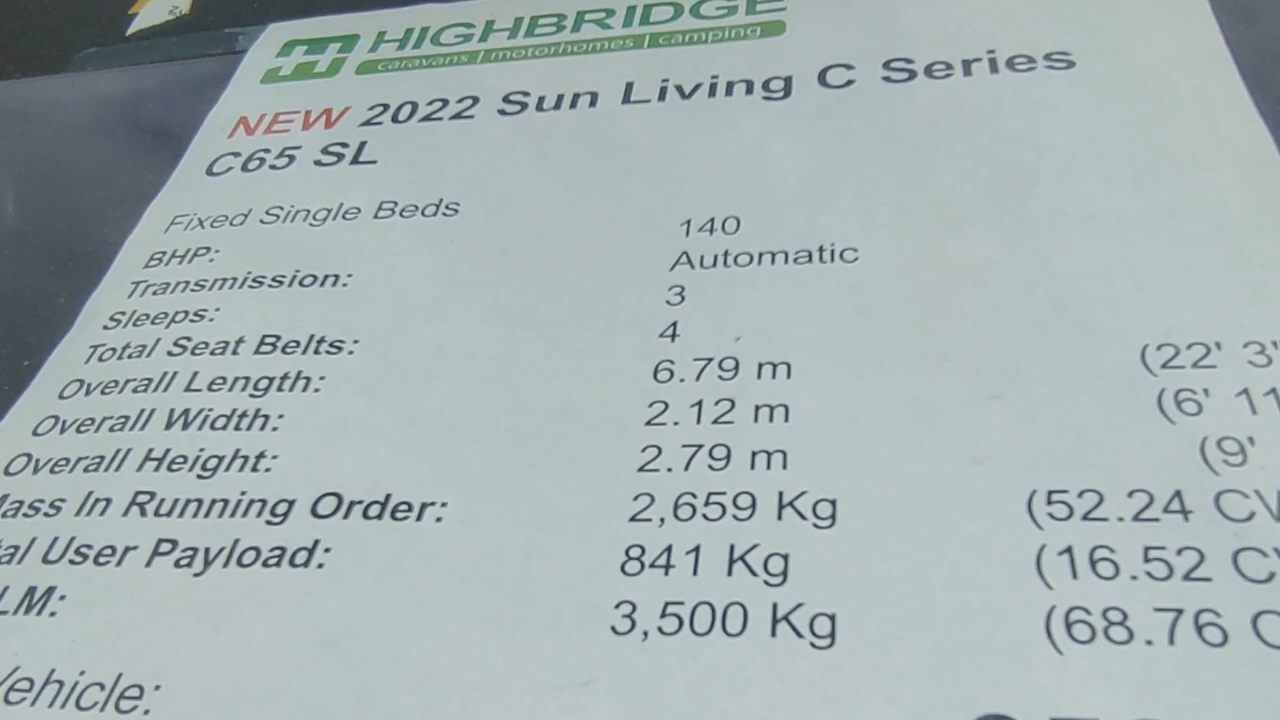 HIGHBRIDGE
caravans | motorhomes | camping
NEW 2022 Sun Living C Series
C65 SL
Fixed Single Beds
BHP: 140
Transmission: Automatic
Sleeps: 3
Total Seat Belts: 4
Overall Length: 6.79 m (22' 3'
Overall Width: 2.12 m (6' 11
Overall Height: 2.79 m (9'
In Running Order: 2,659 Kg (52.24
User Payload: 841 Kg (16.52
3,500 Kg (68.76